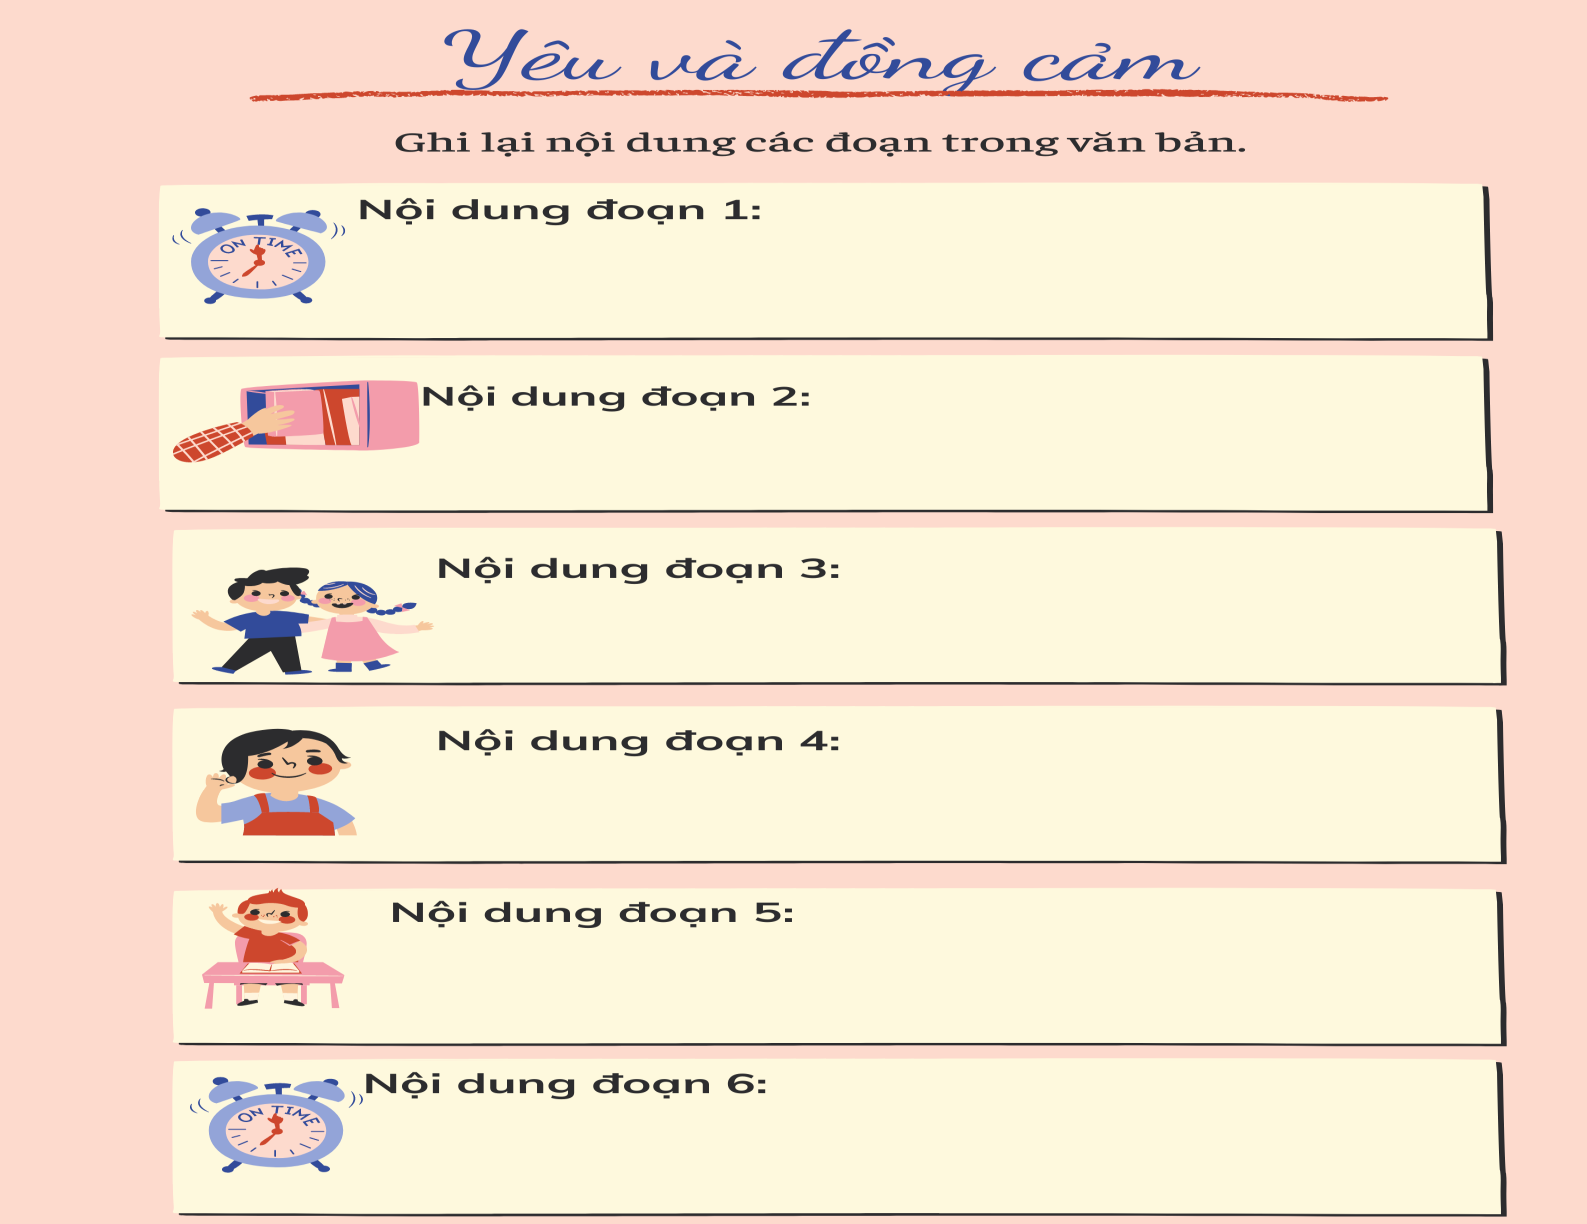 Yêu và đồng cảm
Ghi lại nội dung các đoạn trong văn bản.
Nội dung đoạn 1:
ON TIME
Nội dung đoạn 2:
Nội dung đoạn 3:
Nội dung đoạn 4:
Nội dung đoạn 5:
Nội dung đoạn 6:
ON TIME